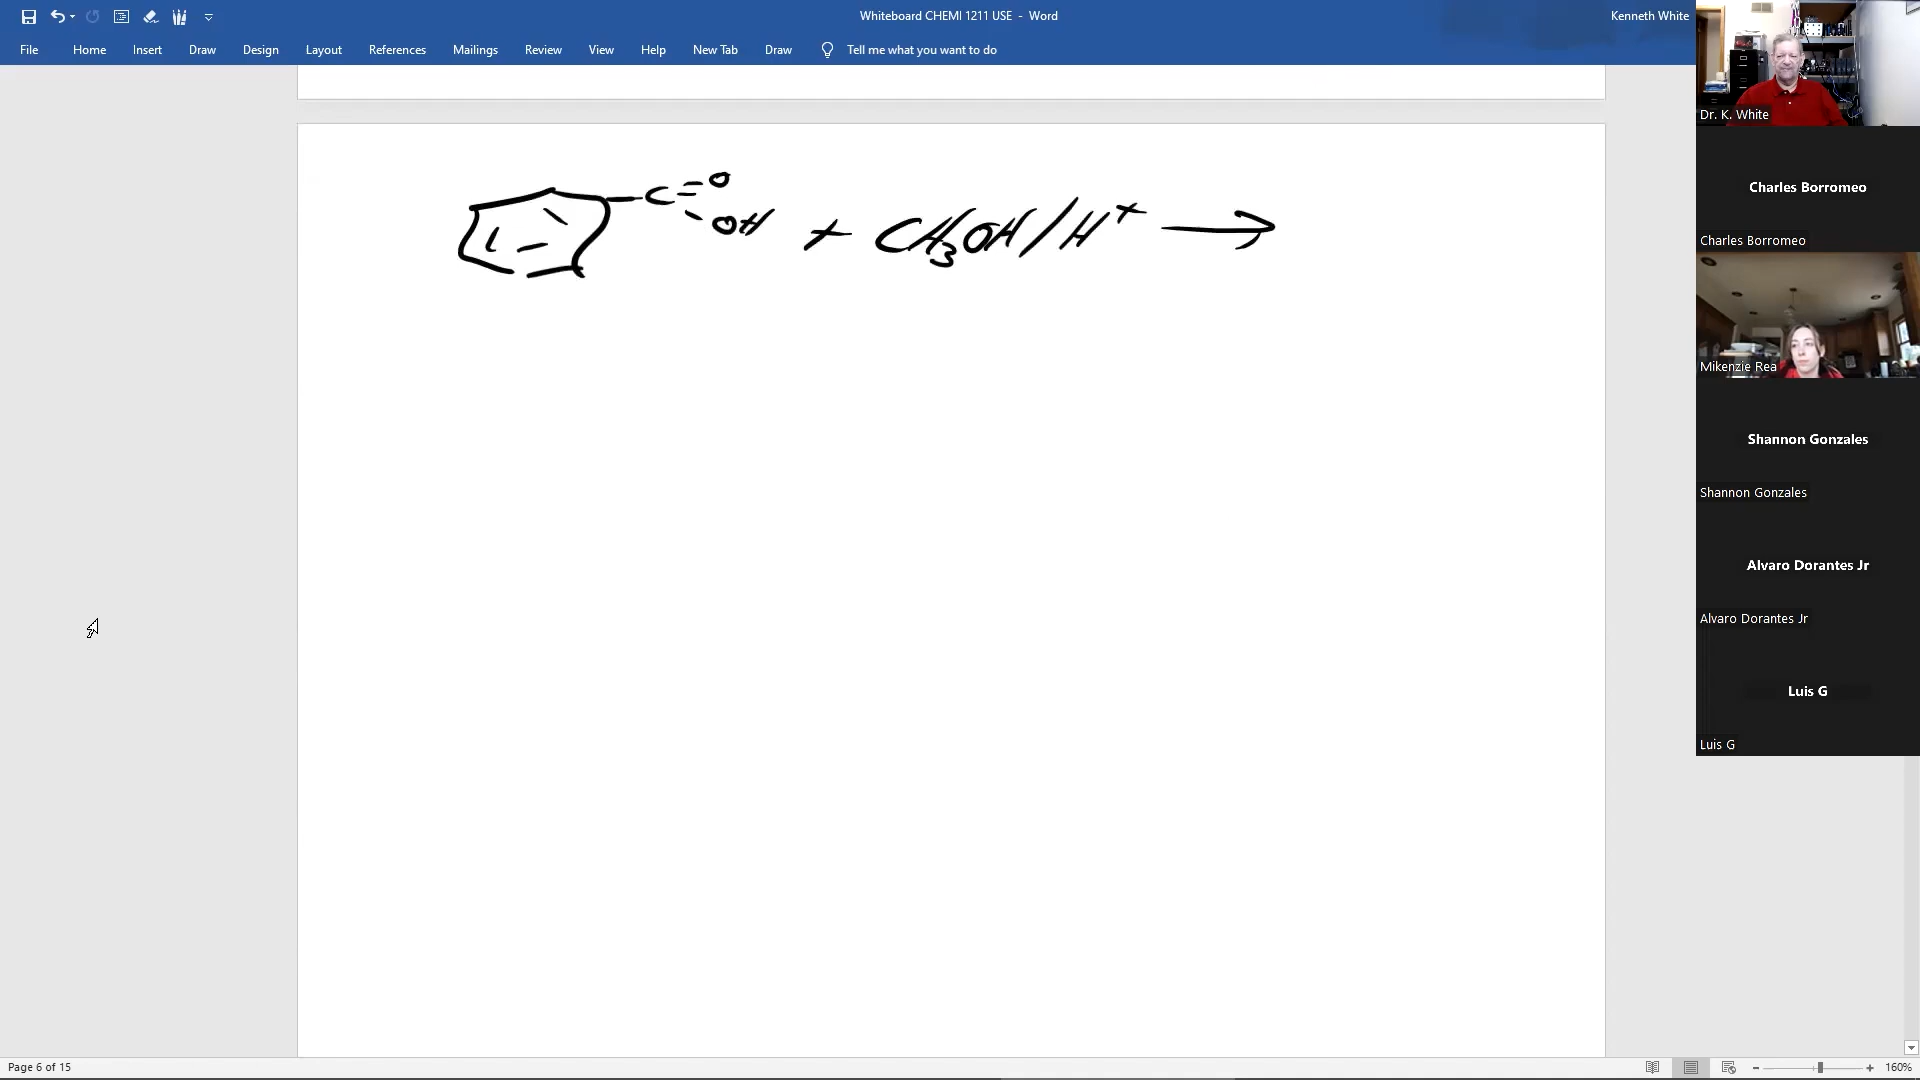 Whiteboard CHEMI 1211 USE - Word
Kenneth White
File Home Insert Draw Design Layout References Mailings Review View Help New Tab Draw Tell me what you want to do
Dr. K. White
C=O
OH + CH₃OH/H⁺ →
Charles Borromeo
Charles Borromeo
Mikenzie Rea
Shannon Gonzales
Shannon Gonzales
Alvaro Dorantes Jr
Alvaro Dorantes Jr
Luis G
Luis G
Page 6 of 15
160%